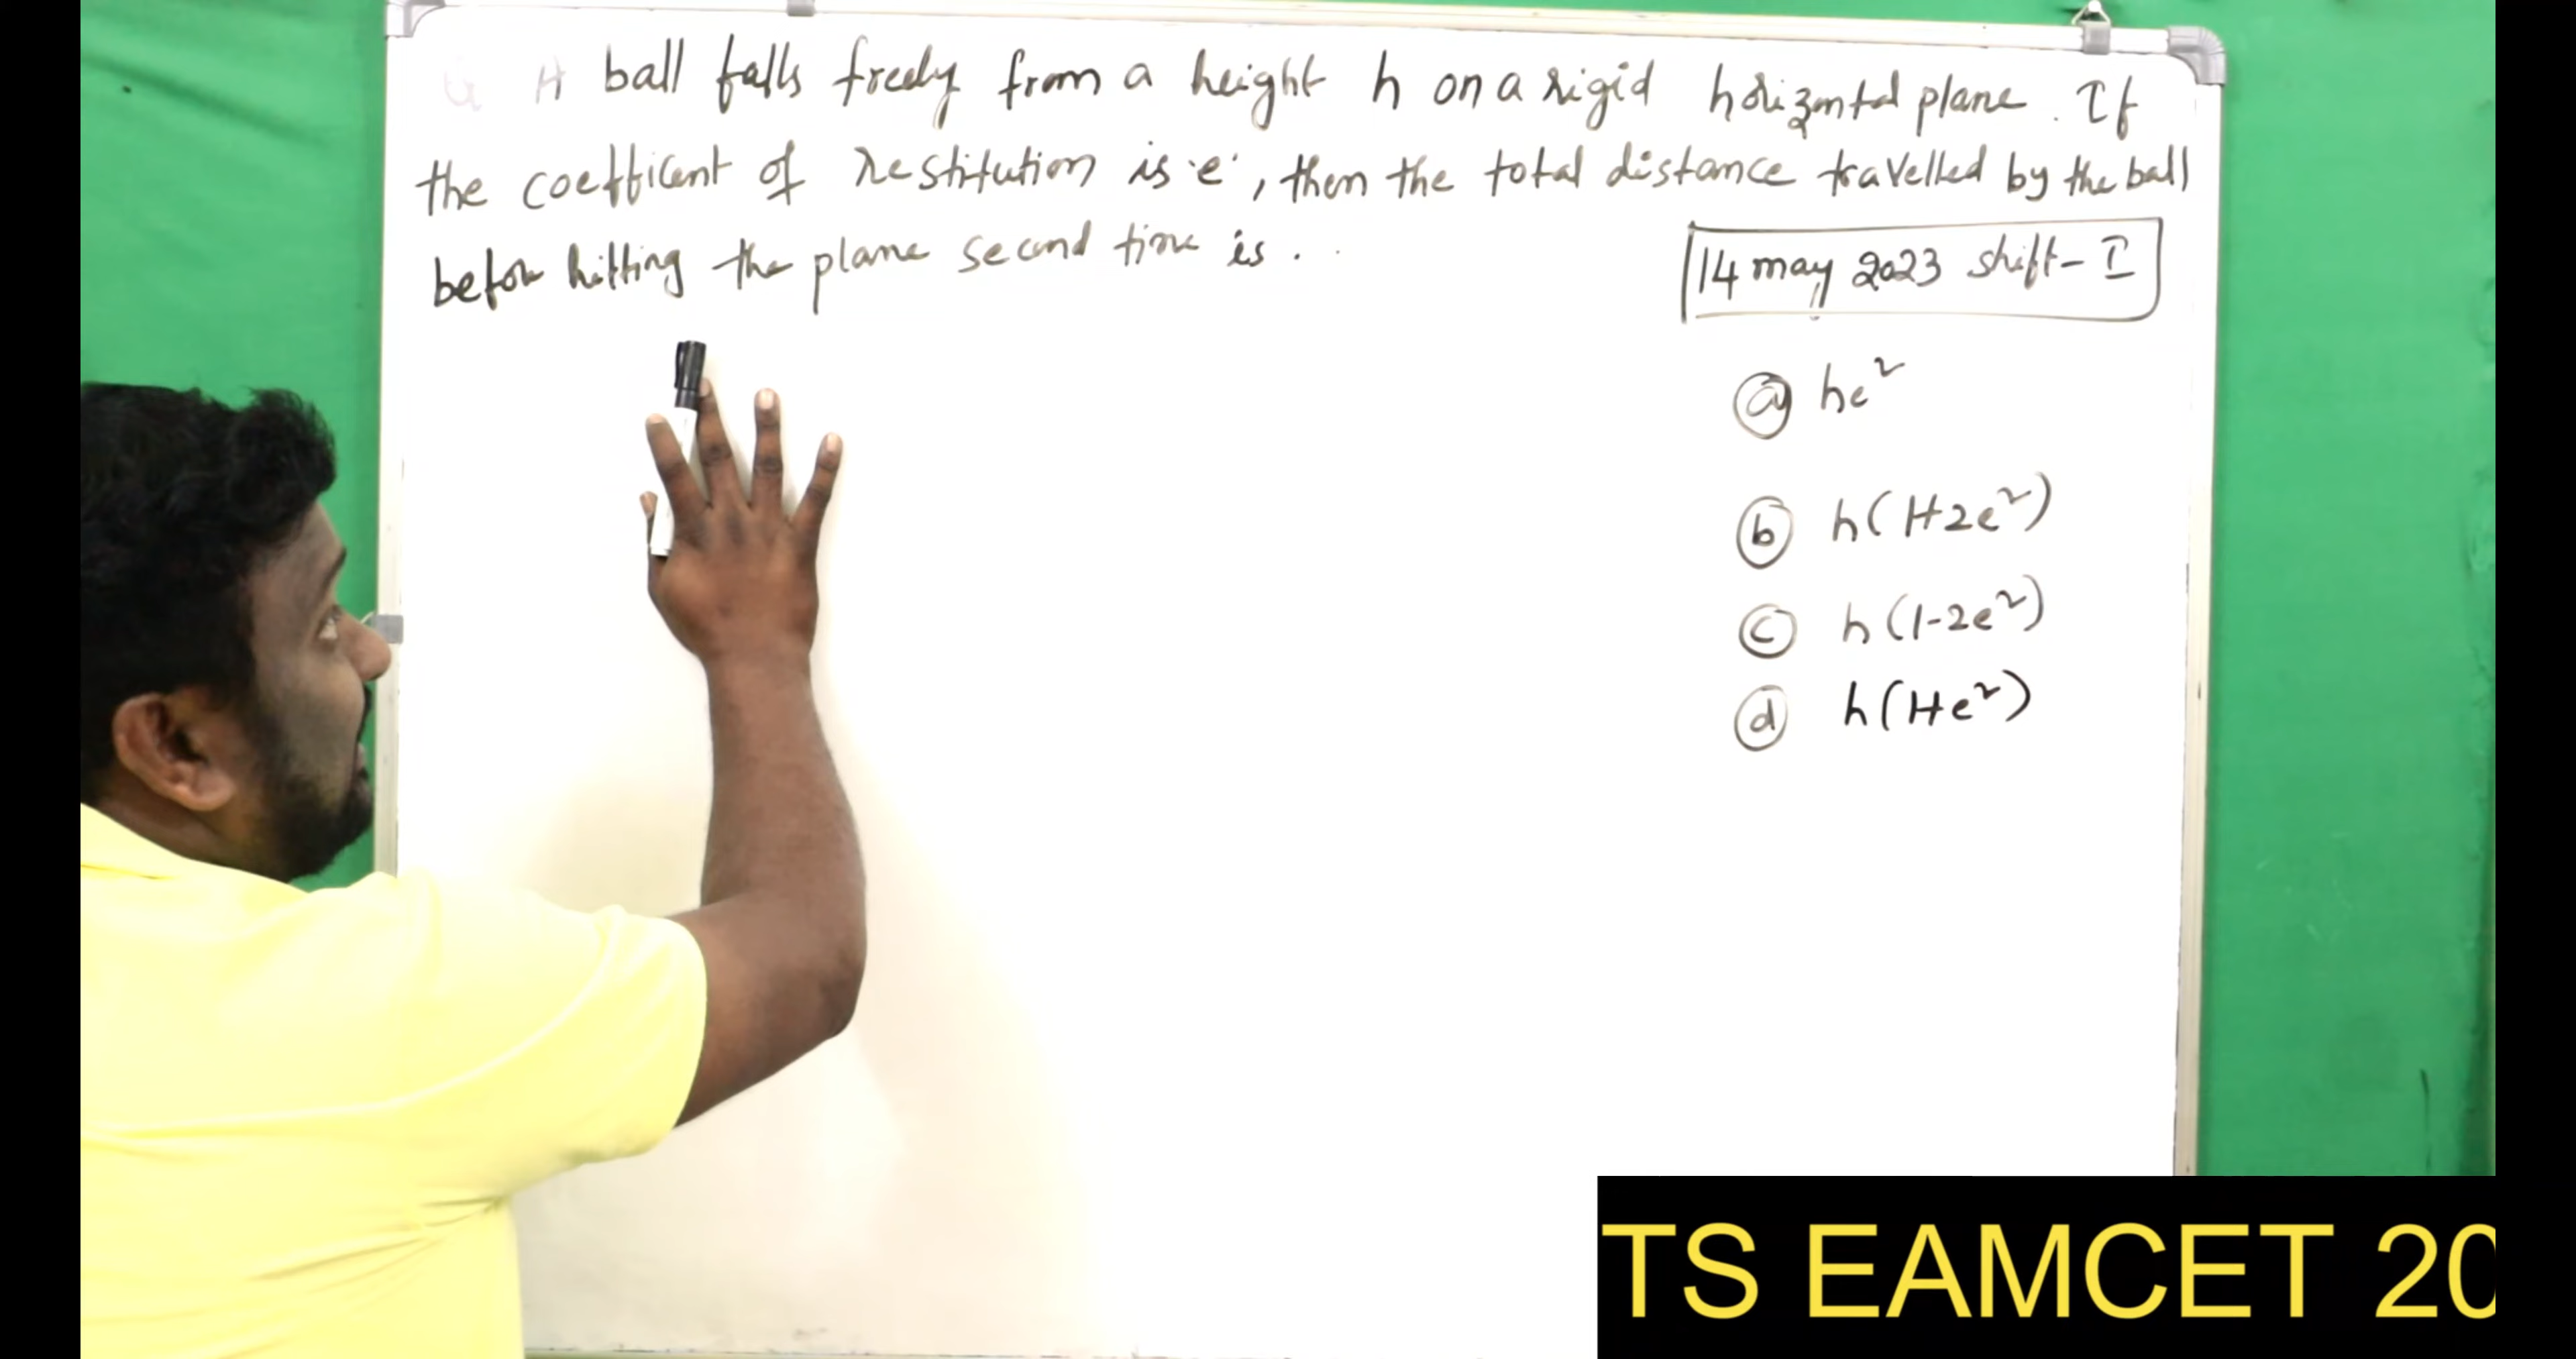 Q A ball falls freely from a height h on a rigid horizontal plane. If
the coefficient of restitution is 'e', then the total distance travelled by the ball
before hitting the plane second time is .
14 may 2023 shift-I
ⓐ he²
ⓑ h(1+2e²)
ⓒ h(1-2e²)
ⓓ h(1+e²)
TS EAMCET 20